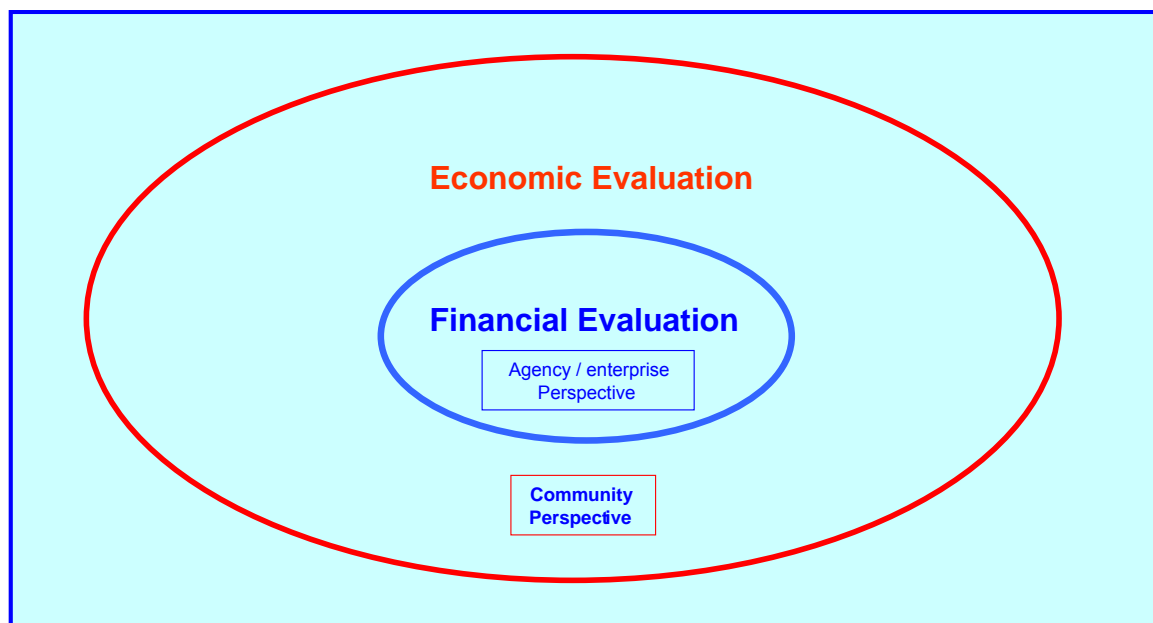 Economic Evaluation
Financial Evaluation
Agency / enterprise
Perspective
Community
Perspective